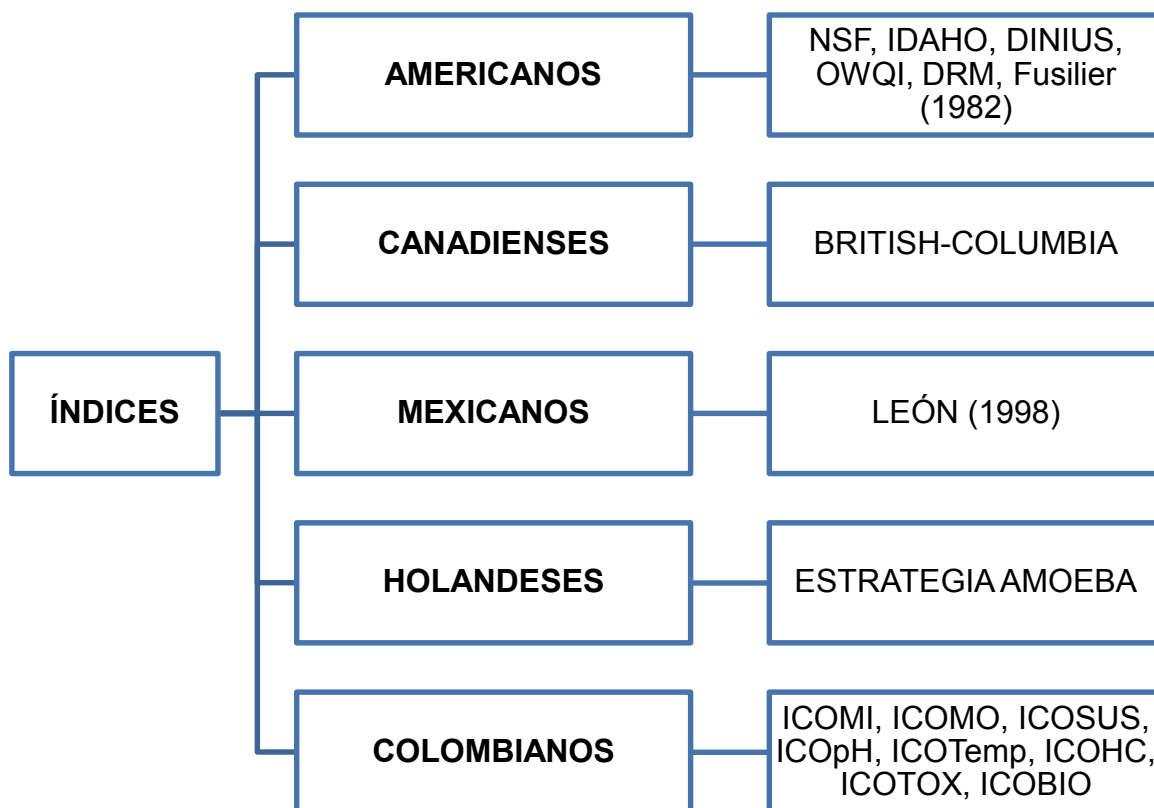 ÍNDICES
AMERICANOS
NSF, IDAHO, DINIUS,
OWQI, DRM, Fusilier
(1982)
CANADIENSES
BRITISH-COLUMBIA
MEXICANOS
LEÓN (1998)
HOLANDESES
ESTRATEGIA AMOEBA
COLOMBIANOS
ICOMI, ICOMO, ICOSUS,
ICOpH, ICOTemp, ICOHC,
ICOTOX, ICOBIO